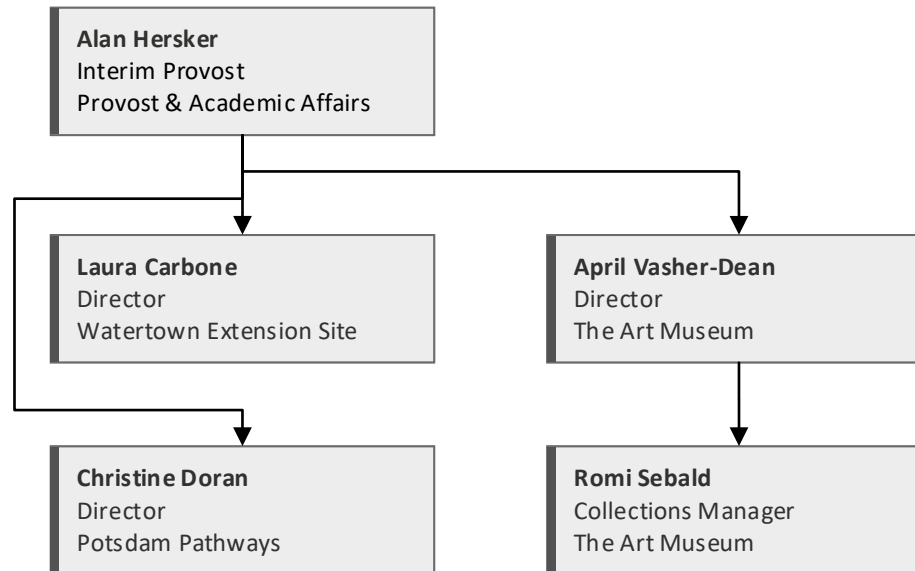 Alan Hersker
Interim Provost
Provost & Academic Affairs
Laura Carbone
Director
Watertown Extension Site
April Vasher-Dean
Director
The Art Museum
Christine Doran
Director
Potsdam Pathways
Romi Sebald
Collections Manager
The Art Museum